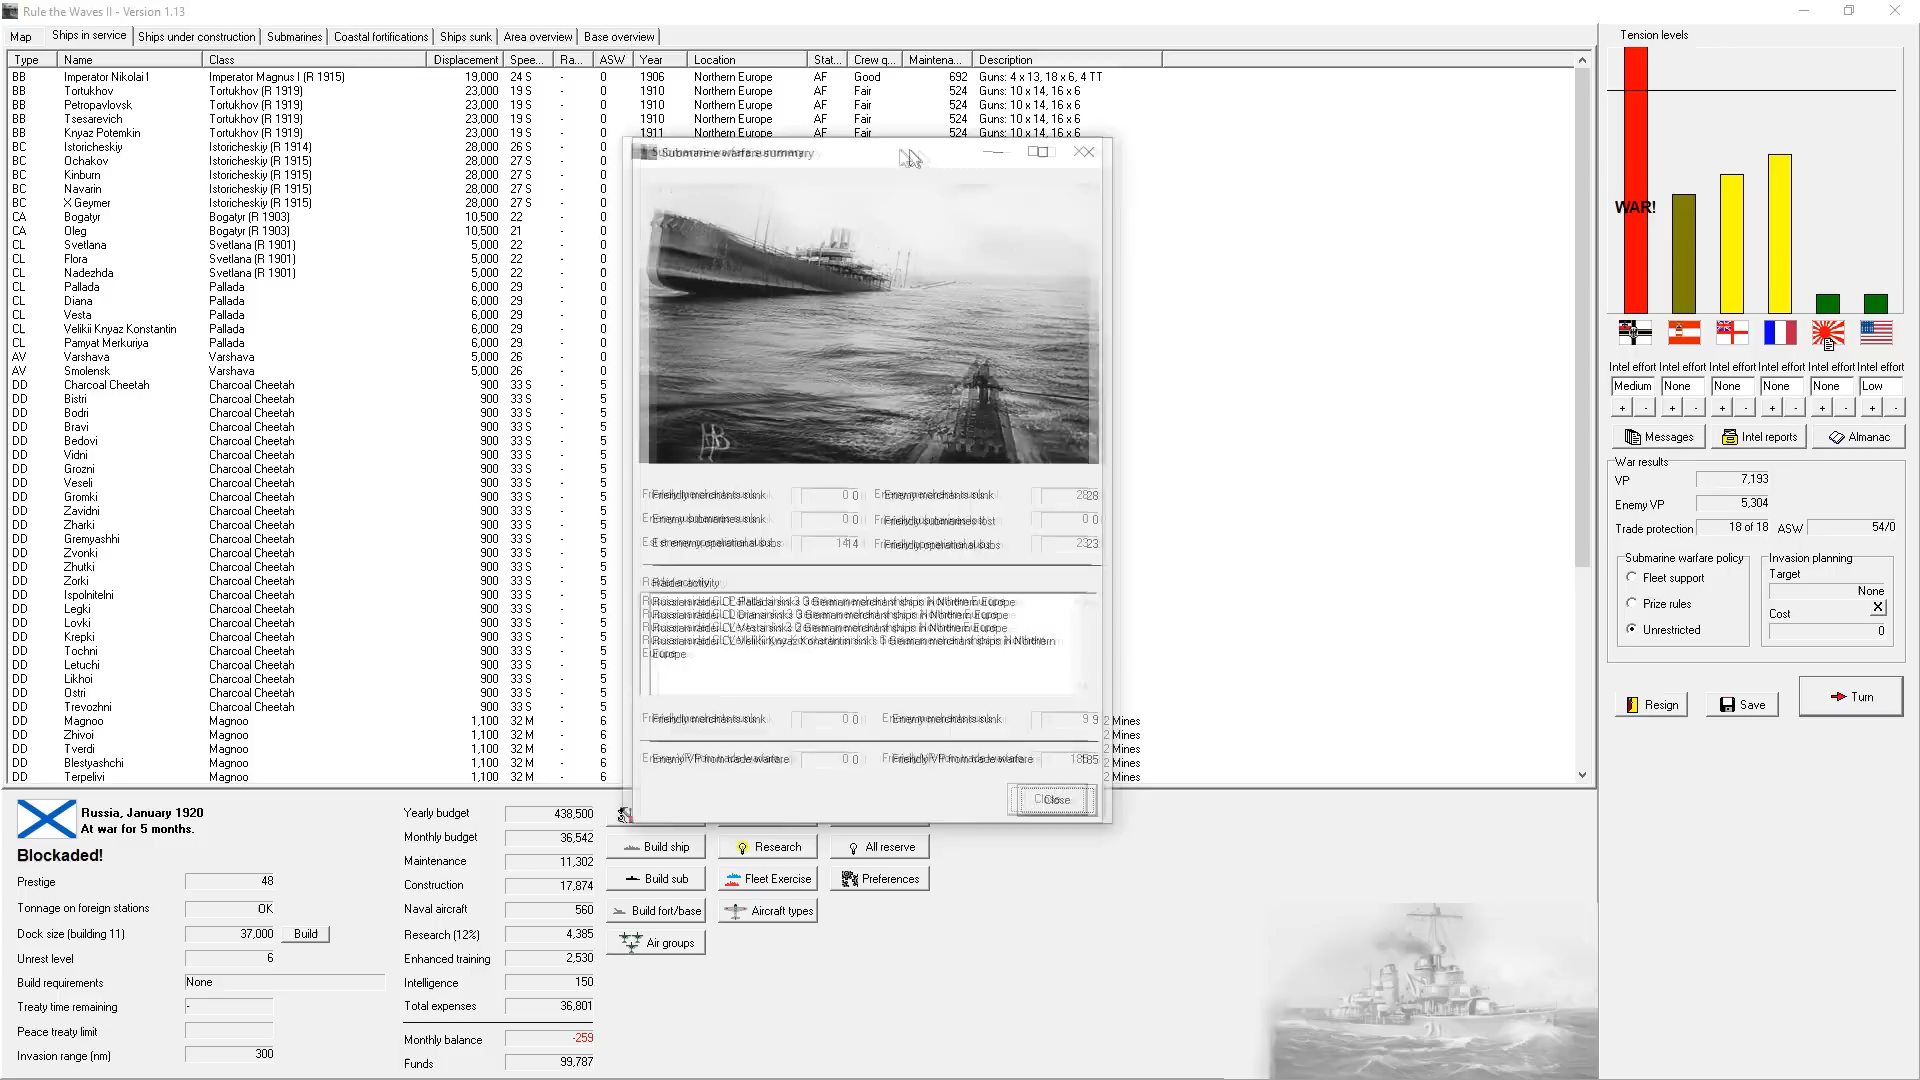 Rule the Waves II - Version 1.13
Map Ships in service Ships under construction Submarines Coastal fortifications Ships sunk Area overview Base overview
Type Name Class Displacement Spee... Ra... ASW Year Location Stat... Crew q... Maintena... Description
BB Imperator Nikolai I Imperator Magnus I (R 1915) 19,000 24 S - 0 1906 Northern Europe AF Good 692 Guns: 4 x 13, 18 x 6, 4 TT
BB Tortukhov Tortukhov (R 1919) 23,000 19 S - 0 1910 Northern Europe AF Fair 524 Guns: 10 x 14, 16 x 6
BB Petropavlovsk Tortukhov (R 1919) 23,000 19 S - 0 1910 Northern Europe AF Fair 524 Guns: 10 x 14, 16 x 6
BB Tsesarevich Tortukhov (R 1919) 23,000 19 S - 0 1910 Northern Europe AF Fair 524 Guns: 10 x 14, 16 x 6
BB Knyaz Potemkin Tortukhov (R 1919) 23,000 19 S - 0 1911 Northern Europe AF Fair 524 Guns: 10 x 14, 16 x 6
BC Istoricheskiy Istoricheskiy (R 1914) 28,000 26 S - 0
BC Ochakov Istoricheskiy (R 1915) 28,000 27 S - 0
BC Kinburn Istoricheskiy (R 1915) 28,000 27 S - 0
BC Navarin Istoricheskiy (R 1915) 28,000 27 S - 0
BC X Geymer Istoricheskiy (R 1915) 28,000 27 S - 0
CA Bogatyr Bogatyr (R 1903) 10,500 22 - 0
CA Oleg Bogatyr (R 1903) 10,500 21 - 0
CL Svetlana Svetlana (R 1901) 5,000 22 - 0
CL Flora Svetlana (R 1901) 5,000 22 - 0
CL Nadezhda Svetlana (R 1901) 5,000 22 - 0
CL Pallada Pallada 6,000 29 - 0
CL Diana Pallada 6,000 29 - 0
CL Vesta Pallada 6,000 29 - 0
CL Velikii Knyaz Konstantin Pallada 6,000 29 - 0
CL Pamyat Merkuriya Pallada 6,000 29 - 0
AV Varshava Varshava 5,000 26 - 0
AV Smolensk Varshava 5,000 26 - 0
DD Charcoal Cheetah Charcoal Cheetah 900 33 S - 5
DD Bistri Charcoal Cheetah 900 33 S - 5
DD Bodri Charcoal Cheetah 900 33 S - 5
DD Bravi Charcoal Cheetah 900 33 S - 5
DD Bedovi Charcoal Cheetah 900 33 S - 5
DD Vidni Charcoal Cheetah 900 33 S - 5
DD Grozni Charcoal Cheetah 900 33 S - 5
DD Veseli Charcoal Cheetah 900 33 S - 5
DD Gromki Charcoal Cheetah 900 33 S - 5
DD Zavidni Charcoal Cheetah 900 33 S - 5
DD Zharki Charcoal Cheetah 900 33 S - 5
DD Gremyashhi Charcoal Cheetah 900 33 S - 5
DD Zvonki Charcoal Cheetah 900 33 S - 5
DD Zhutki Charcoal Cheetah 900 33 S - 5
DD Zorki Charcoal Cheetah 900 33 S - 5
DD Ispolnitelni Charcoal Cheetah 900 33 S - 5
DD Legki Charcoal Cheetah 900 33 S - 5
DD Lovki Charcoal Cheetah 900 33 S - 5
DD Krepki Charcoal Cheetah 900 33 S - 5
DD Tochni Charcoal Cheetah 900 33 S - 5
DD Letuchi Charcoal Cheetah 900 33 S - 5
DD Likhoi Charcoal Cheetah 900 33 S - 5
DD Ostri Charcoal Cheetah 900 33 S - 5
DD Trevozhni Charcoal Cheetah 900 33 S - 5
DD Magnoo Magnoo 1,100 32 M - 6 2 Mines
DD Zhivoi Magnoo 1,100 32 M - 6 2 Mines
DD Tverdi Magnoo 1,100 32 M - 6 2 Mines
DD Blestyashchi Magnoo 1,100 32 M - 6 2 Mines
DD Terpelivi Magnoo 1,100 32 M - 6 2 Mines
Submarine warfare summary
Friendly merchants sunk 0 Enemy merchants sunk 28
Enemy submarines sunk 0 Friendly submarines lost 0
Est enemy operational subs 14 Friendly operational subs 23
Raider activity
Russian raider CL Pallada sinks 3 German merchant ships in Northern Europe
Russian raider CL Diana sinks 3 German merchant ships in Northern Europe
Russian raider CL Vesta sinks 2 German merchant ships in Northern Europe
Russian raider CL Velikii Knyaz Konstantin sinks 1 German merchant ships in Northern
Europe
Friendly merchants sunk 0 Enemy merchants sunk 9
Enemy VP from trade warfare 0 Friendly VP from trade warfare 185
Close
Tension levels
WAR!
Intel effort Intel effort Intel effort Intel effort Intel effort Intel effort
Medium None None None None Low
+ - + - + - + - + - + -
Messages Intel reports Almanac
War results
VP 7,193
Enemy VP 5,304
Trade protection 18 of 18 ASW 54/0
Submarine warfare policy
Fleet support
Prize rules
Unrestricted
Invasion planning
Target
None
Cost X
0
Resign Save Turn
Russia, January 1920
At war for 5 months.
Blockaded!
Prestige 48
Tonnage on foreign stations OK
Dock size (building 11) 37,000 Build
Unrest level 6
Build requirements None
Treaty time remaining -
Peace treaty limit
Invasion range (nm) 300
Yearly budget 438,500
Monthly budget 36,542
Maintenance 11,302
Construction 17,874
Naval aircraft 560
Research (12%) 4,385
Enhanced training 2,530
Intelligence 150
Total expenses 36,801
Monthly balance -259
Funds 99,787
Build ship Research All reserve
Build sub Fleet Exercise Preferences
Build fort/base Aircraft types
Air groups